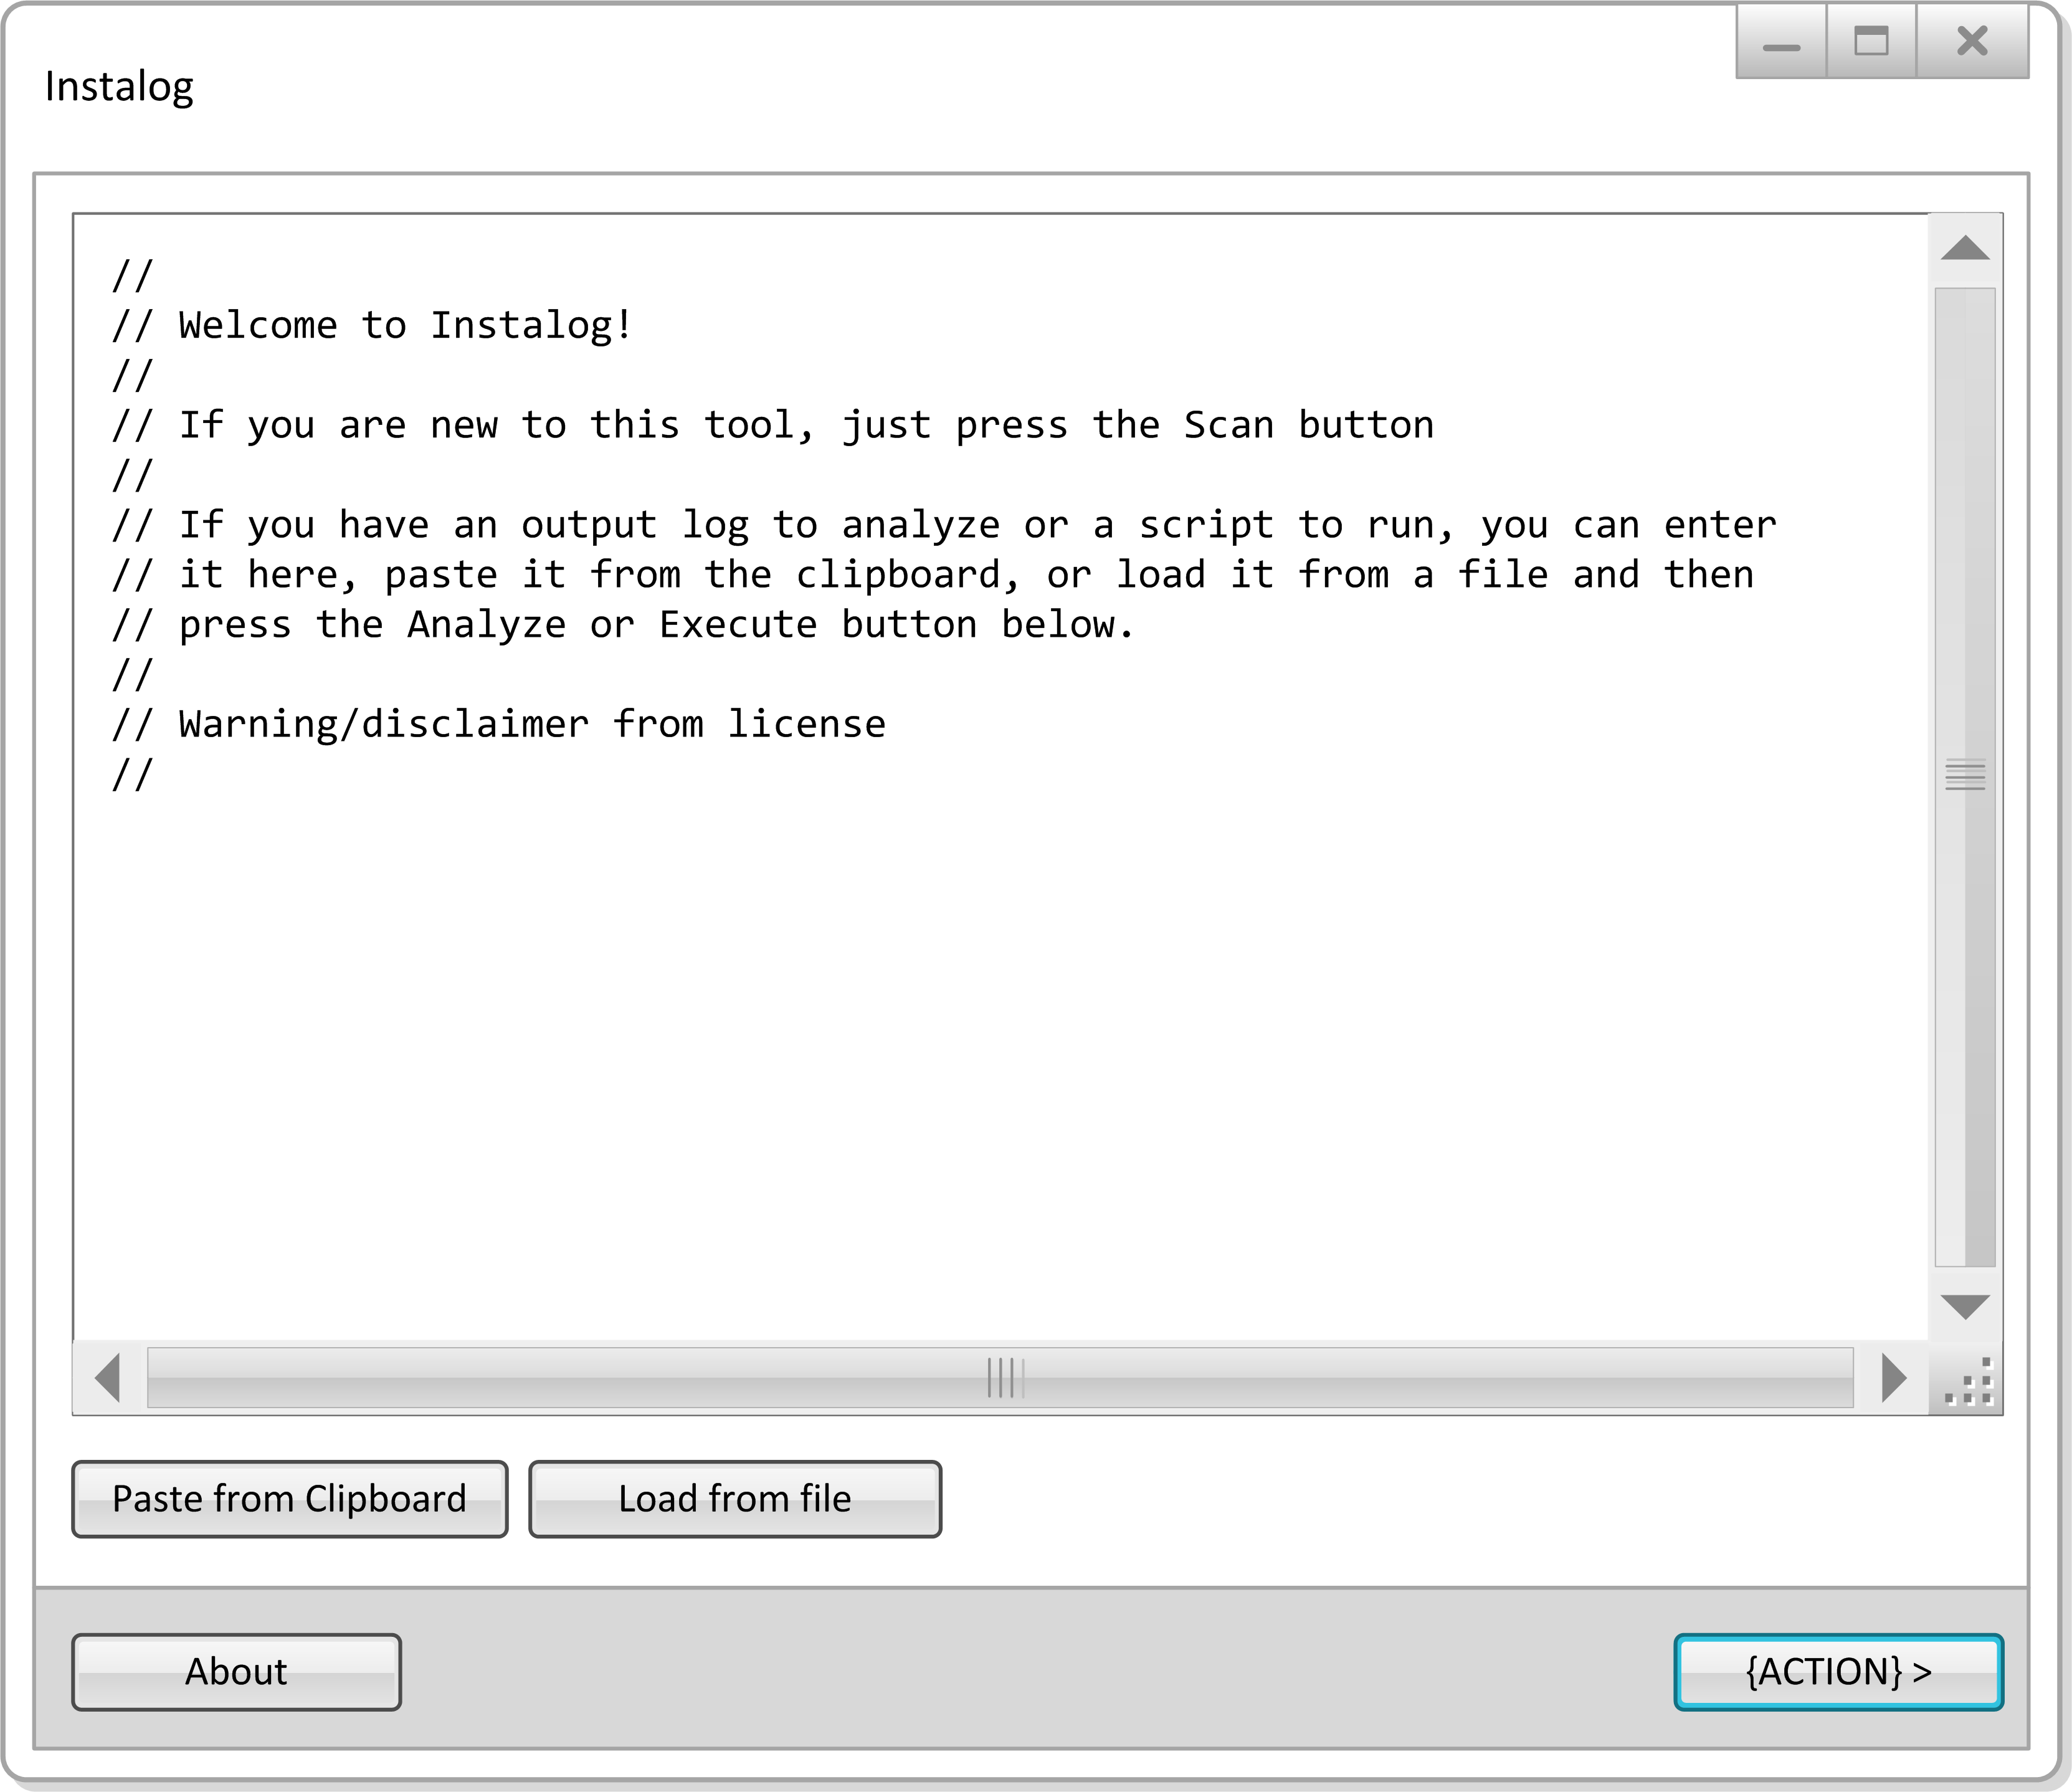 Instalog
//
// Welcome to Instalog!
//
// If you are new to this tool, just press the Scan button
//
// If you have an output log to analyze or a script to run, you can enter
// it here, paste it from the clipboard, or load it from a file and then
// press the Analyze or Execute button below.
//
// Warning/disclaimer from license
//
Paste from Clipboard
Load from file
About
{ACTION} >